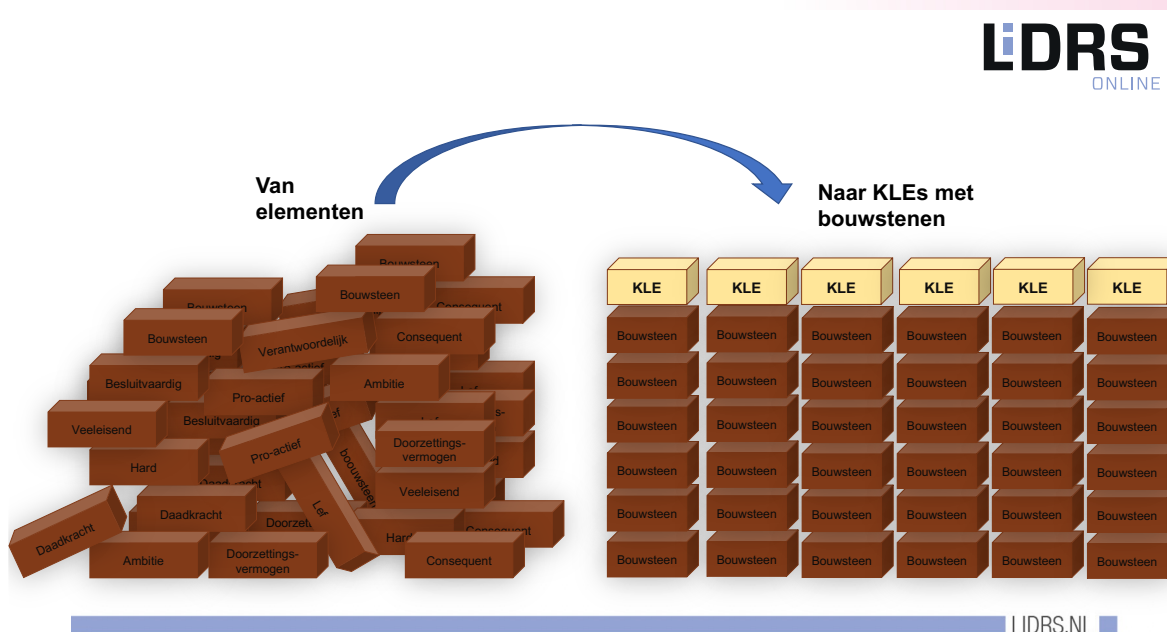 LiDRS
ONLINE
Van
elementen
Naar KLEs met
bouwstenen
Bouwsteen
Bouwsteen
Bouwsteen
Consequent
Bouwsteen
Verantwoordelijk
Consequent
Besluitvaardig
Pro-actief
Ambitie
Veeleisend
Besluitvaardig
Pro-actief
Doorzettings-
vermogen
Hard
boouwsteen
Veeleisend
Daadkracht
Daadkracht
Daadkracht
Lef
Hard
Consequent
Ambitie
Doorzettings-
vermogen
Consequent
KLE KLE KLE KLE KLE KLE
Bouwsteen Bouwsteen Bouwsteen Bouwsteen Bouwsteen Bouwsteen
Bouwsteen Bouwsteen Bouwsteen Bouwsteen Bouwsteen Bouwsteen
Bouwsteen Bouwsteen Bouwsteen Bouwsteen Bouwsteen Bouwsteen
Bouwsteen Bouwsteen Bouwsteen Bouwsteen Bouwsteen Bouwsteen
Bouwsteen Bouwsteen Bouwsteen Bouwsteen Bouwsteen Bouwsteen
Bouwsteen Bouwsteen Bouwsteen Bouwsteen Bouwsteen Bouwsteen
LIDRS.NL